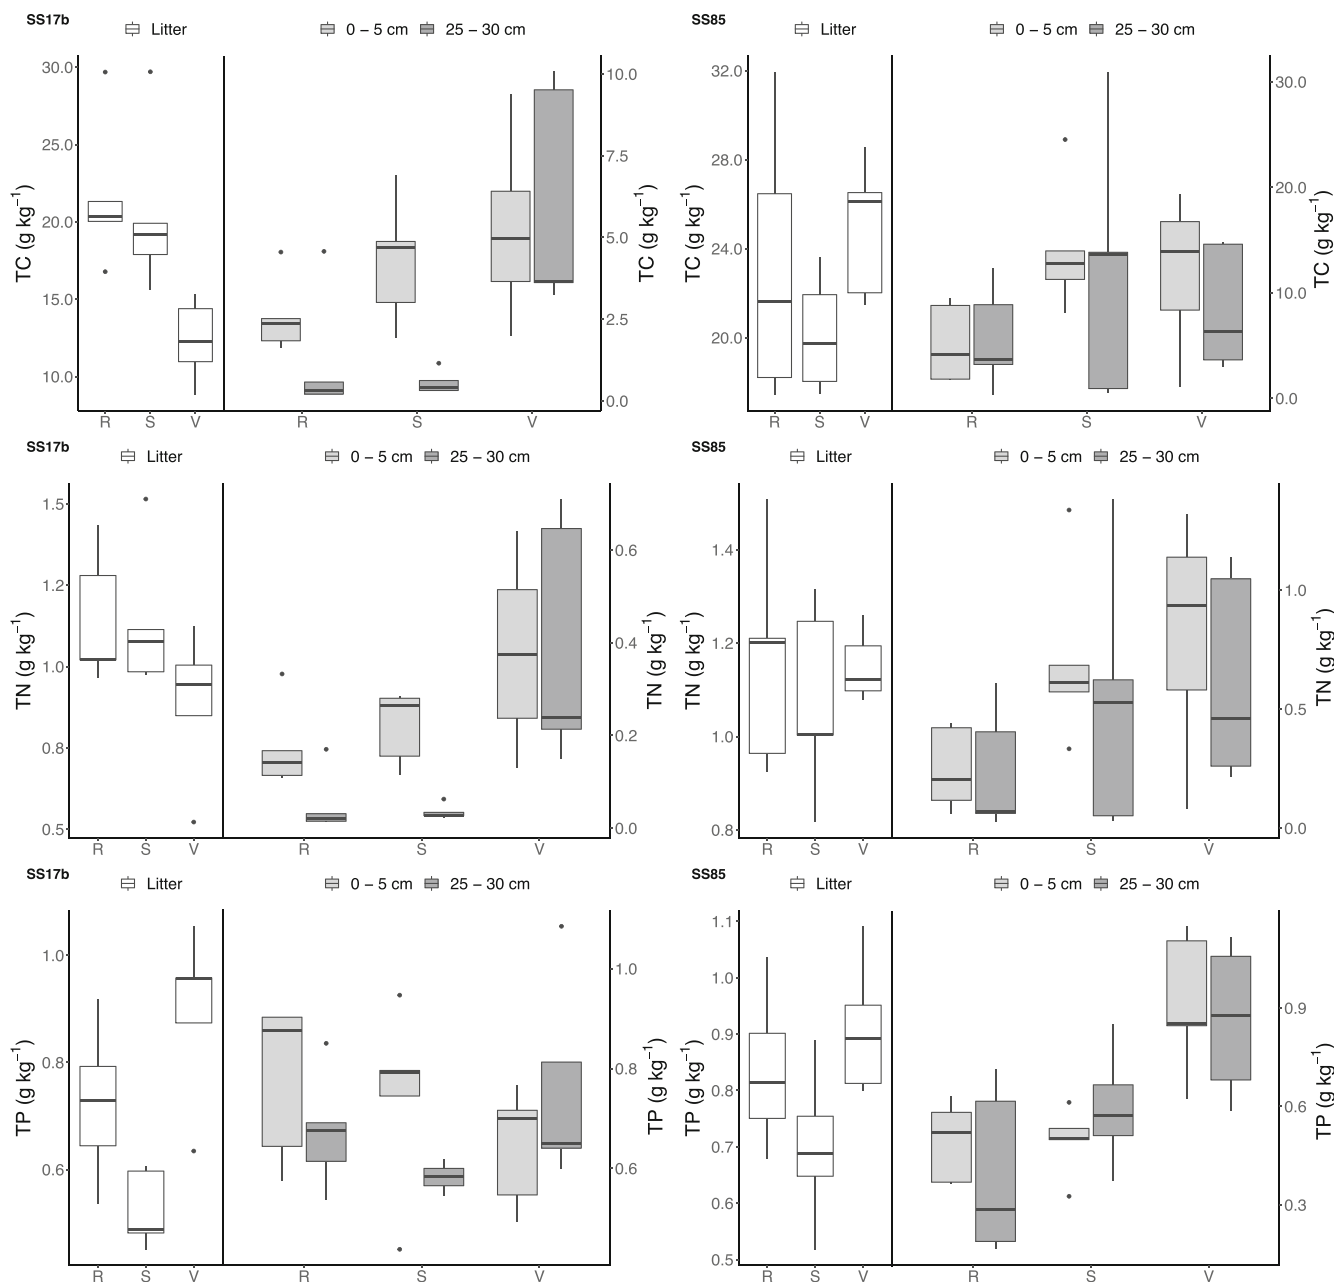 SS17b
Litter
0 – 5 cm 25 – 30 cm
TC (g kg⁻¹)
30.0
25.0
20.0
15.0
10.0
R S V
R S V
10.0
7.5
5.0
2.5
0.0
TC (g kg⁻¹)
SS85
Litter
0 – 5 cm 25 – 30 cm
TC (g kg⁻¹)
32.0
28.0
24.0
20.0
R S V
R S V
30.0
20.0
10.0
0.0
TC (g kg⁻¹)
SS17b
Litter
0 – 5 cm 25 – 30 cm
TN (g kg⁻¹)
1.5
1.2
1.0
0.8
0.5
R S V
R S V
0.6
0.4
0.2
0.0
TN (g kg⁻¹)
SS85
Litter
0 – 5 cm 25 – 30 cm
TN (g kg⁻¹)
1.4
1.2
1.0
0.8
R S V
R S V
1.0
0.5
0.0
TN (g kg⁻¹)
SS17b
Litter
0 – 5 cm 25 – 30 cm
TP (g kg⁻¹)
1.0
0.8
0.6
R S V
R S V
1.0
0.8
0.6
TP (g kg⁻¹)
SS85
Litter
0 – 5 cm 25 – 30 cm
TP (g kg⁻¹)
1.1
1.0
0.9
0.8
0.7
0.6
0.5
R S V
R S V
0.9
0.6
0.3
TP (g kg⁻¹)